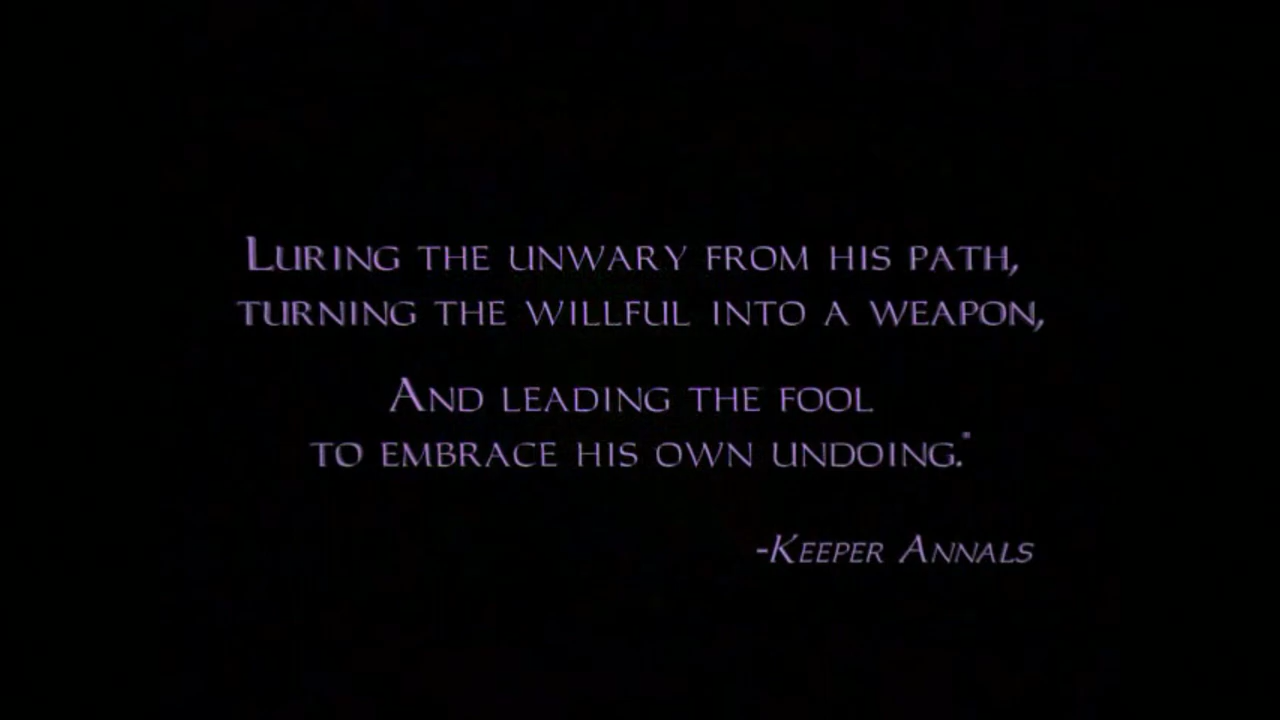 Luring the unwary from his path,
turning the willful into a weapon,
And leading the fool
to embrace his own undoing."
-Keeper Annals